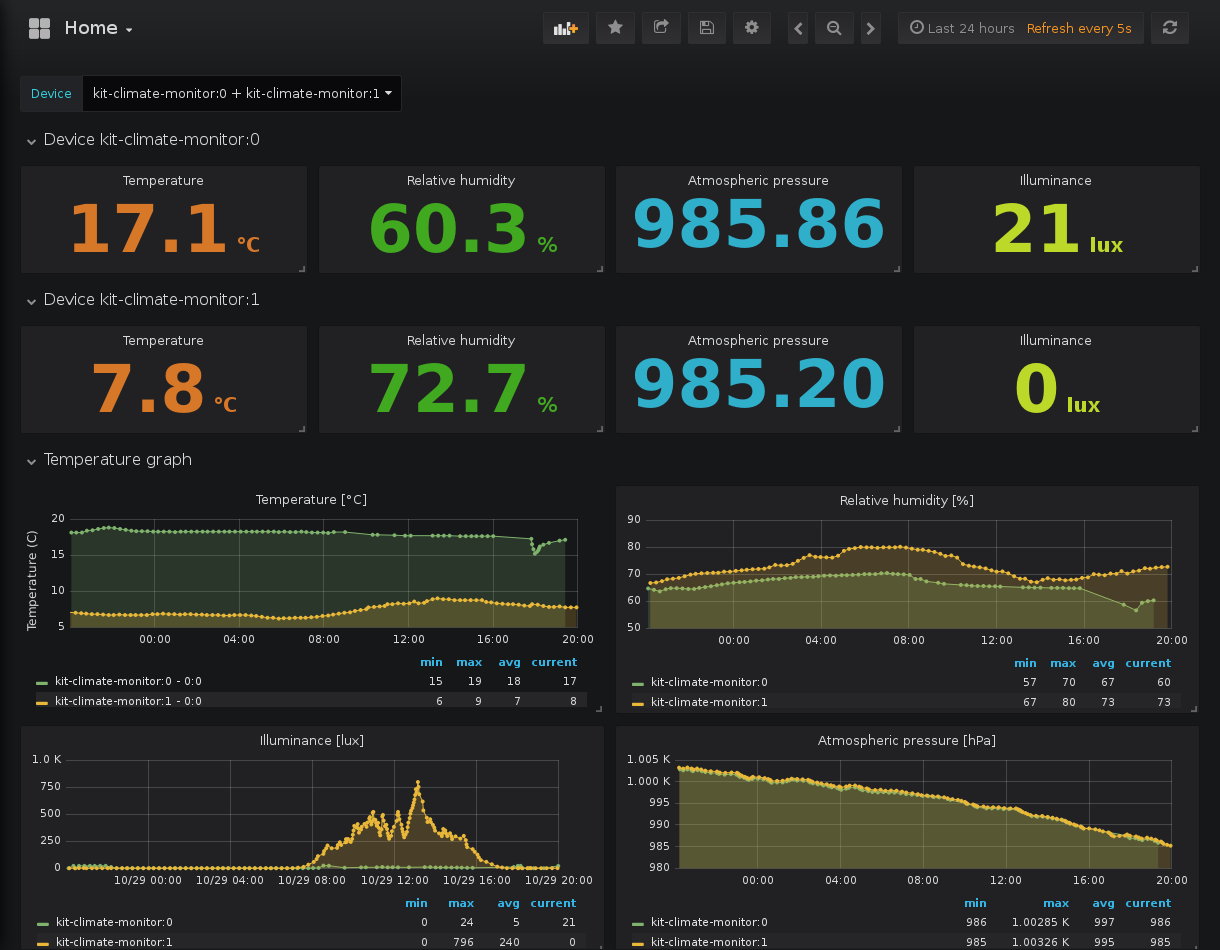 Home
Last 24 hours Refresh every 5s
Device kit-climate-monitor:0 + kit-climate-monitor:1
Device kit-climate-monitor:0
Temperature Relative humidity Atmospheric pressure Illuminance
17.1 °C 60.3 % 985.86 21 lux
Device kit-climate-monitor:1
Temperature Relative humidity Atmospheric pressure Illuminance
7.8 °C 72.7 % 985.20 0 lux
Temperature graph
Temperature [°C]
Temperature (C)
20
15
10
5
00:00 04:00 08:00 12:00 16:00 20:00
min max avg current
kit-climate-monitor:0 - 0:0 15 19 18 17
kit-climate-monitor:1 - 0:0 6 9 7 8
Relative humidity [%]
90
80
70
60
50
00:00 04:00 08:00 12:00 16:00 20:00
min max avg current
kit-climate-monitor:0 57 70 67 60
kit-climate-monitor:1 67 80 73 73
Illuminance [lux]
1.0 K
750
500
250
0
10/29 00:00 10/29 04:00 10/29 08:00 10/29 12:00 10/29 16:00 10/29 20:00
min max avg current
kit-climate-monitor:0 0 24 5 21
kit-climate-monitor:1 0 796 240 0
Atmospheric pressure [hPa]
1.005 K
1.000 K
995
990
985
980
00:00 04:00 08:00 12:00 16:00 20:00
min max avg current
kit-climate-monitor:0 986 1.00285 K 997 986
kit-climate-monitor:1 985 1.00326 K 995 985